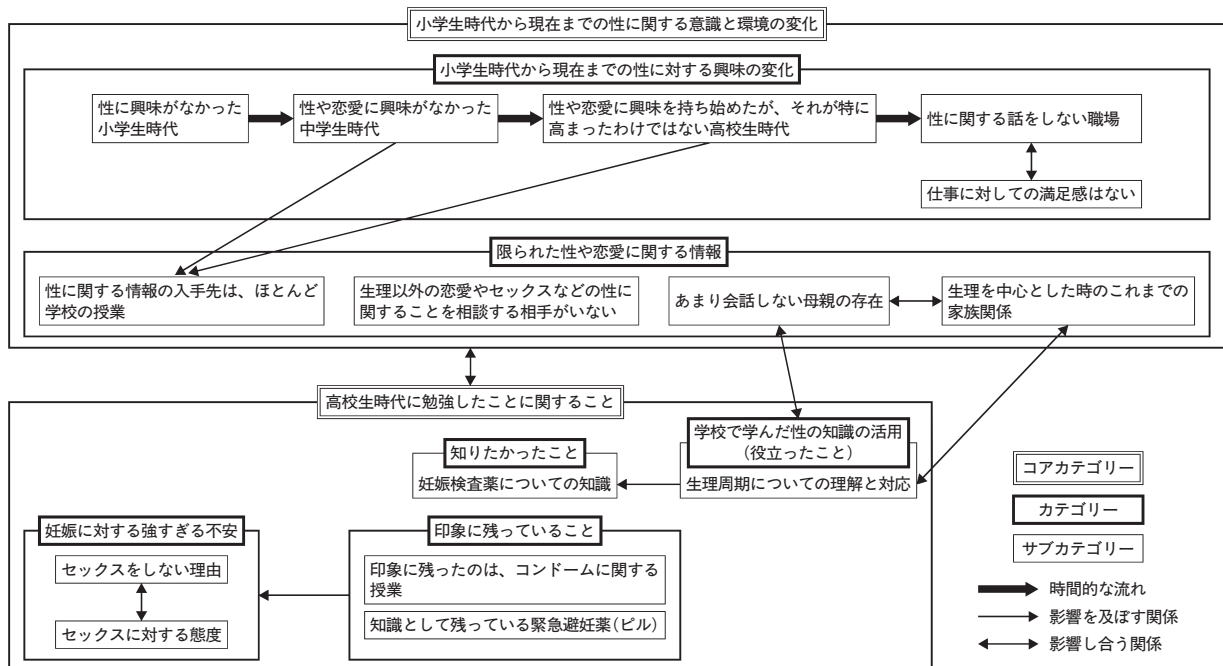 小学生時代から現在までの性に関する意識と環境の変化
小学生時代から現在までの性に対する興味の変化
性に興味がなかった
小学生時代
性や恋愛に興味がなかった
中学生時代
性や恋愛に興味を持ち始めたが、それが特に
高まったわけではない高校生時代
性に関する話をしない職場
仕事に対しての満足感はない
限られた性や恋愛に関する情報
性に関する情報の入手先は、ほとんど
学校の授業
生理以外の恋愛やセックスなどの性に
関することを相談する相手がいない
あまり会話しない母親の存在
生理を中心とした時のこれまでの
家族関係
高校生時代に勉強したことに関すること
学校で学んだ性の知識の活用
（役立ったこと）
生理周期についての理解と対応
知りたかったこと
妊娠検査薬についての知識
妊娠に対する強すぎる不安
セックスをしない理由
セックスに対する態度
印象に残っていること
印象に残ったのは、コンドームに関する
授業
知識として残っている緊急避妊薬（ピル）
コアカテゴリー
カテゴリー
サブカテゴリー
時間的な流れ
影響を及ぼす関係
影響し合う関係